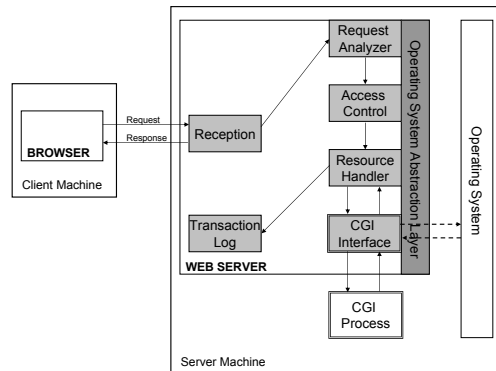 Request
Analyzer
Access
Control
Resource
Handler
CGI
Interface
Reception
Transaction
Log
WEB SERVER
Operating System Abstraction Layer
Operating System
Request
Response
BROWSER
Client Machine
CGI
Process
Server Machine